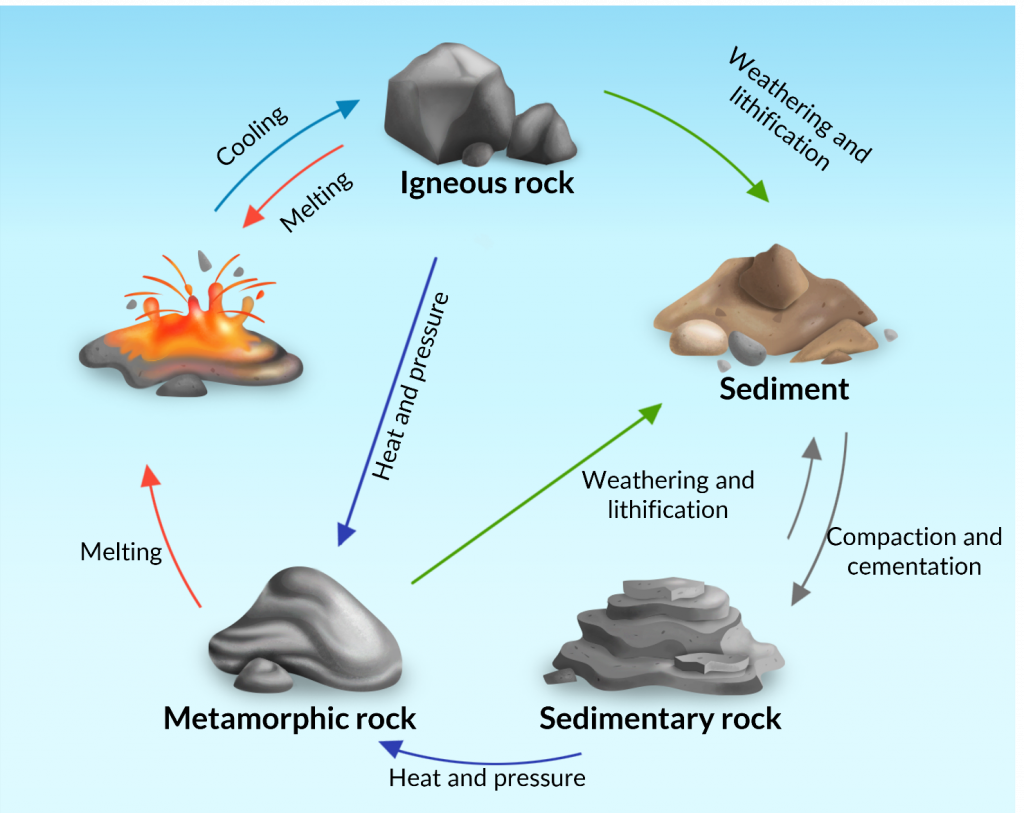 Weathering and
lithification
Cooling
Melting
Igneous rock
Heat and pressure
Sediment
Weathering and
lithification
Compaction and
cementation
Melting
Metamorphic rock
Sedimentary rock
Heat and pressure